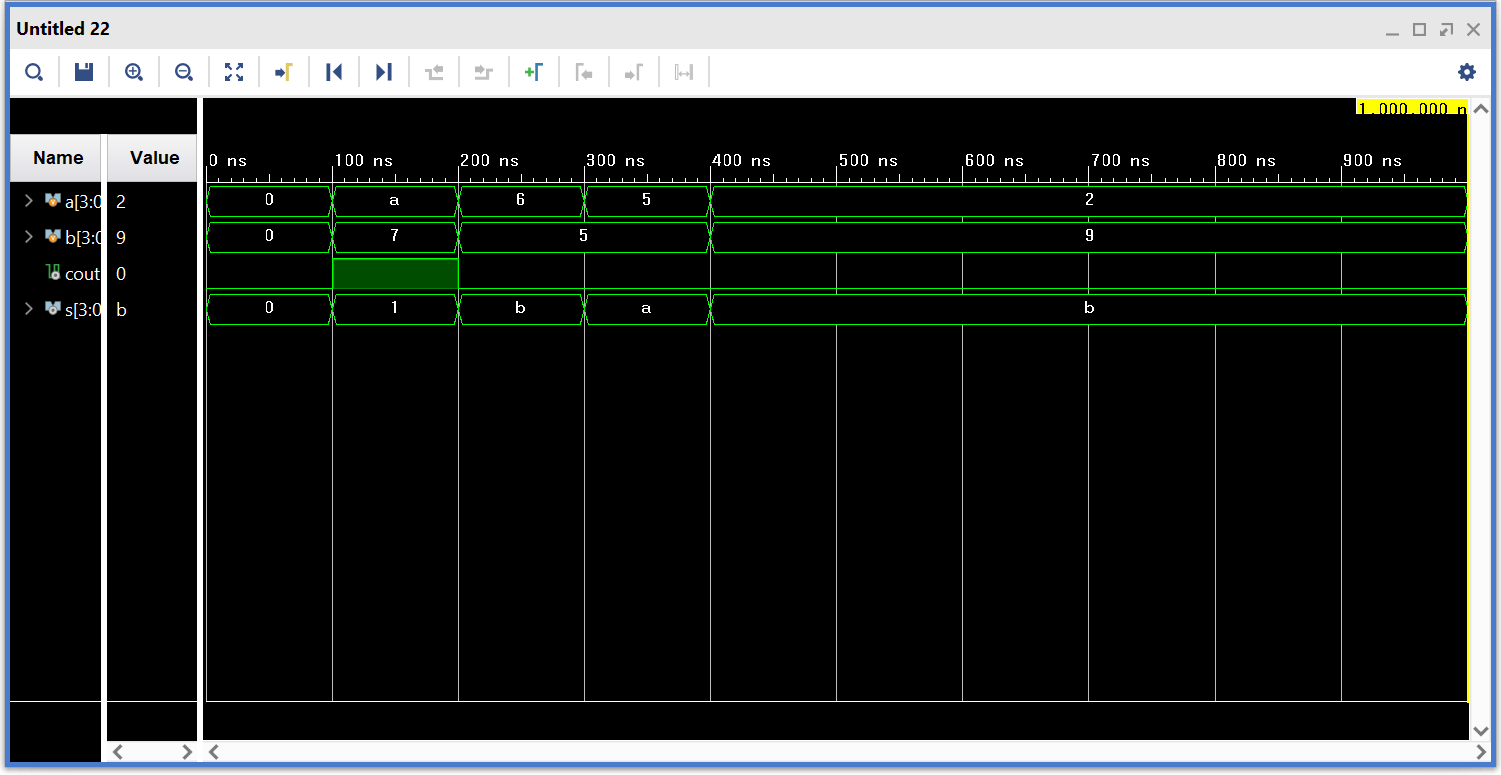 Untitled 22
1,000.000 n
Name Value
0 ns 100 ns 200 ns 300 ns 400 ns 500 ns 600 ns 700 ns 800 ns 900 ns
a[3:0 2 0 a 6 5 2
b[3:0 9 0 7 5 9
cout 0
s[3:0 b 0 1 b a b